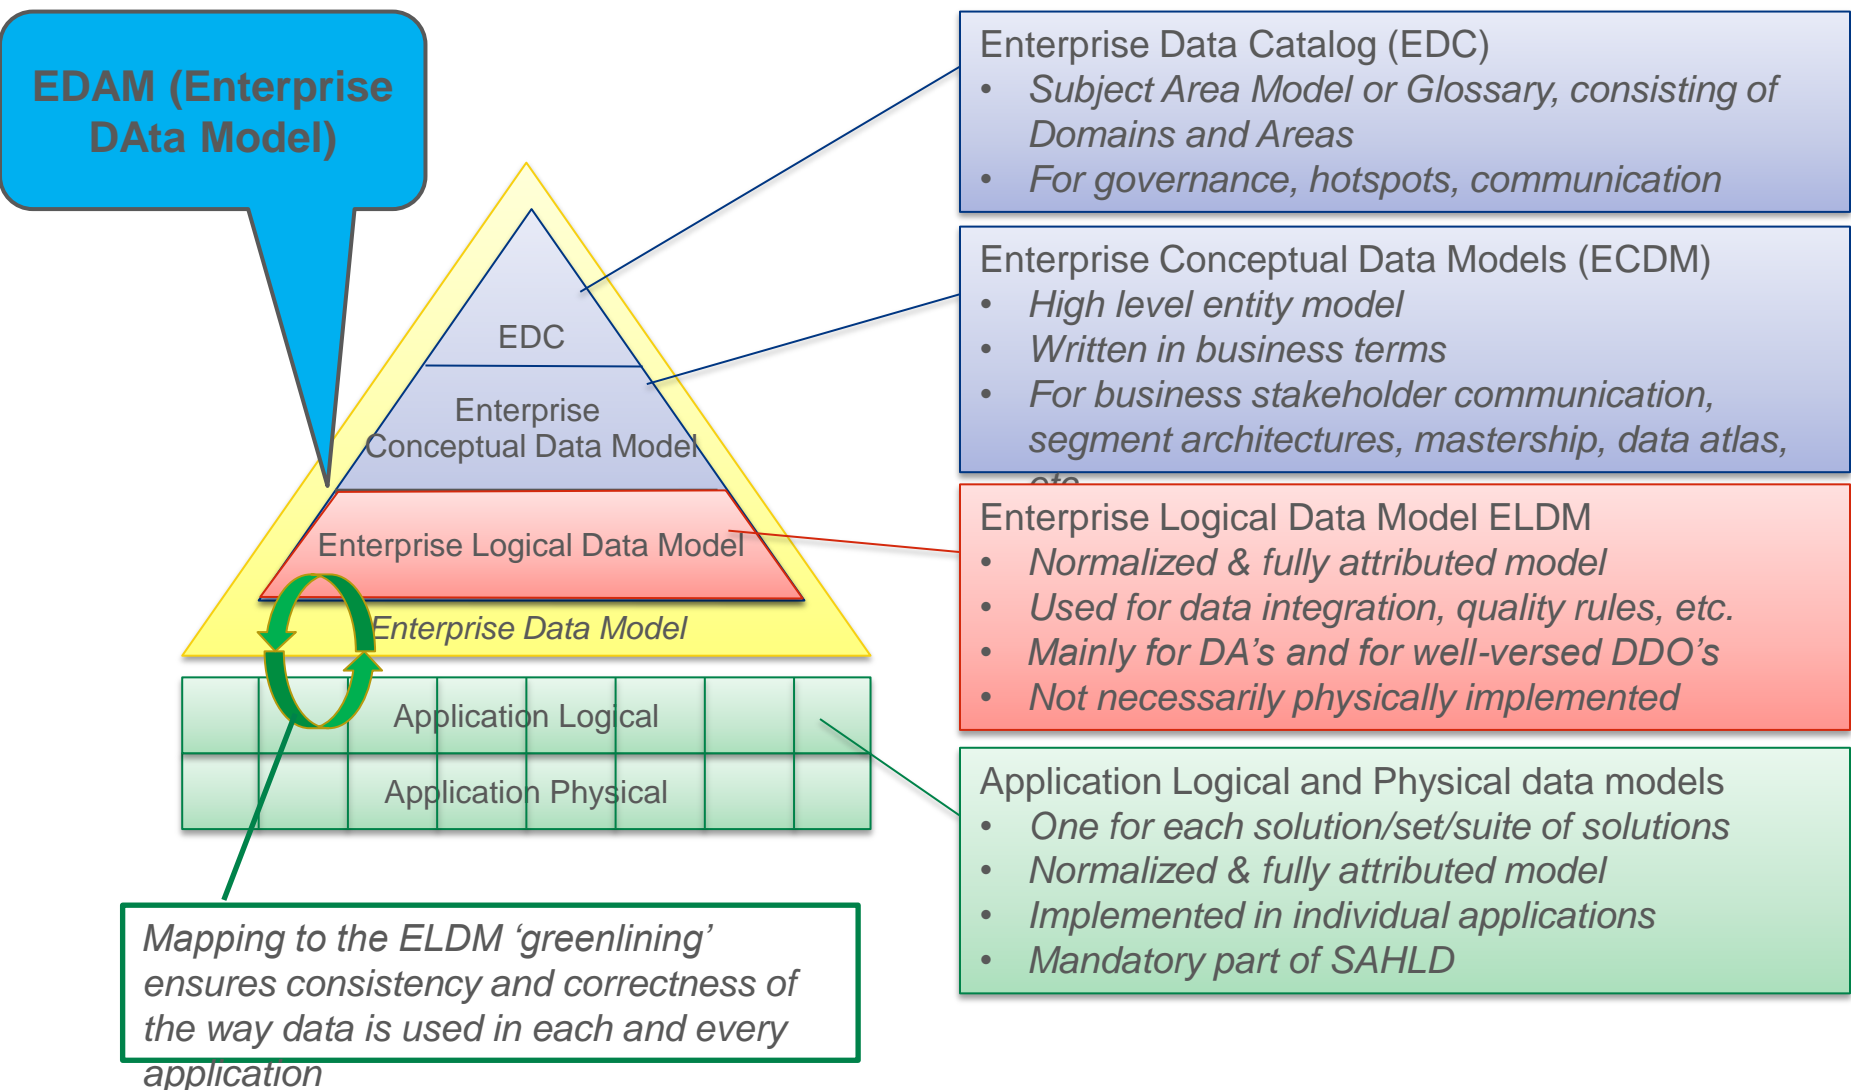 EDAM (Enterprise
DAta Model)
EDC
Enterprise
Conceptual Data Model
Enterprise Logical Data Model
Enterprise Data Model
Application Logical
Application Physical
Mapping to the ELDM ‘greenlining’
ensures consistency and correctness of
the way data is used in each and every
application
Enterprise Data Catalog (EDC)
• Subject Area Model or Glossary, consisting of
Domains and Areas
• For governance, hotspots, communication
Enterprise Conceptual Data Models (ECDM)
• High level entity model
• Written in business terms
• For business stakeholder communication,
segment architectures, mastership, data atlas,
etc
Enterprise Logical Data Model ELDM
• Normalized & fully attributed model
• Used for data integration, quality rules, etc.
• Mainly for DA’s and for well-versed DDO’s
• Not necessarily physically implemented
Application Logical and Physical data models
• One for each solution/set/suite of solutions
• Normalized & fully attributed model
• Implemented in individual applications
• Mandatory part of SAHLD